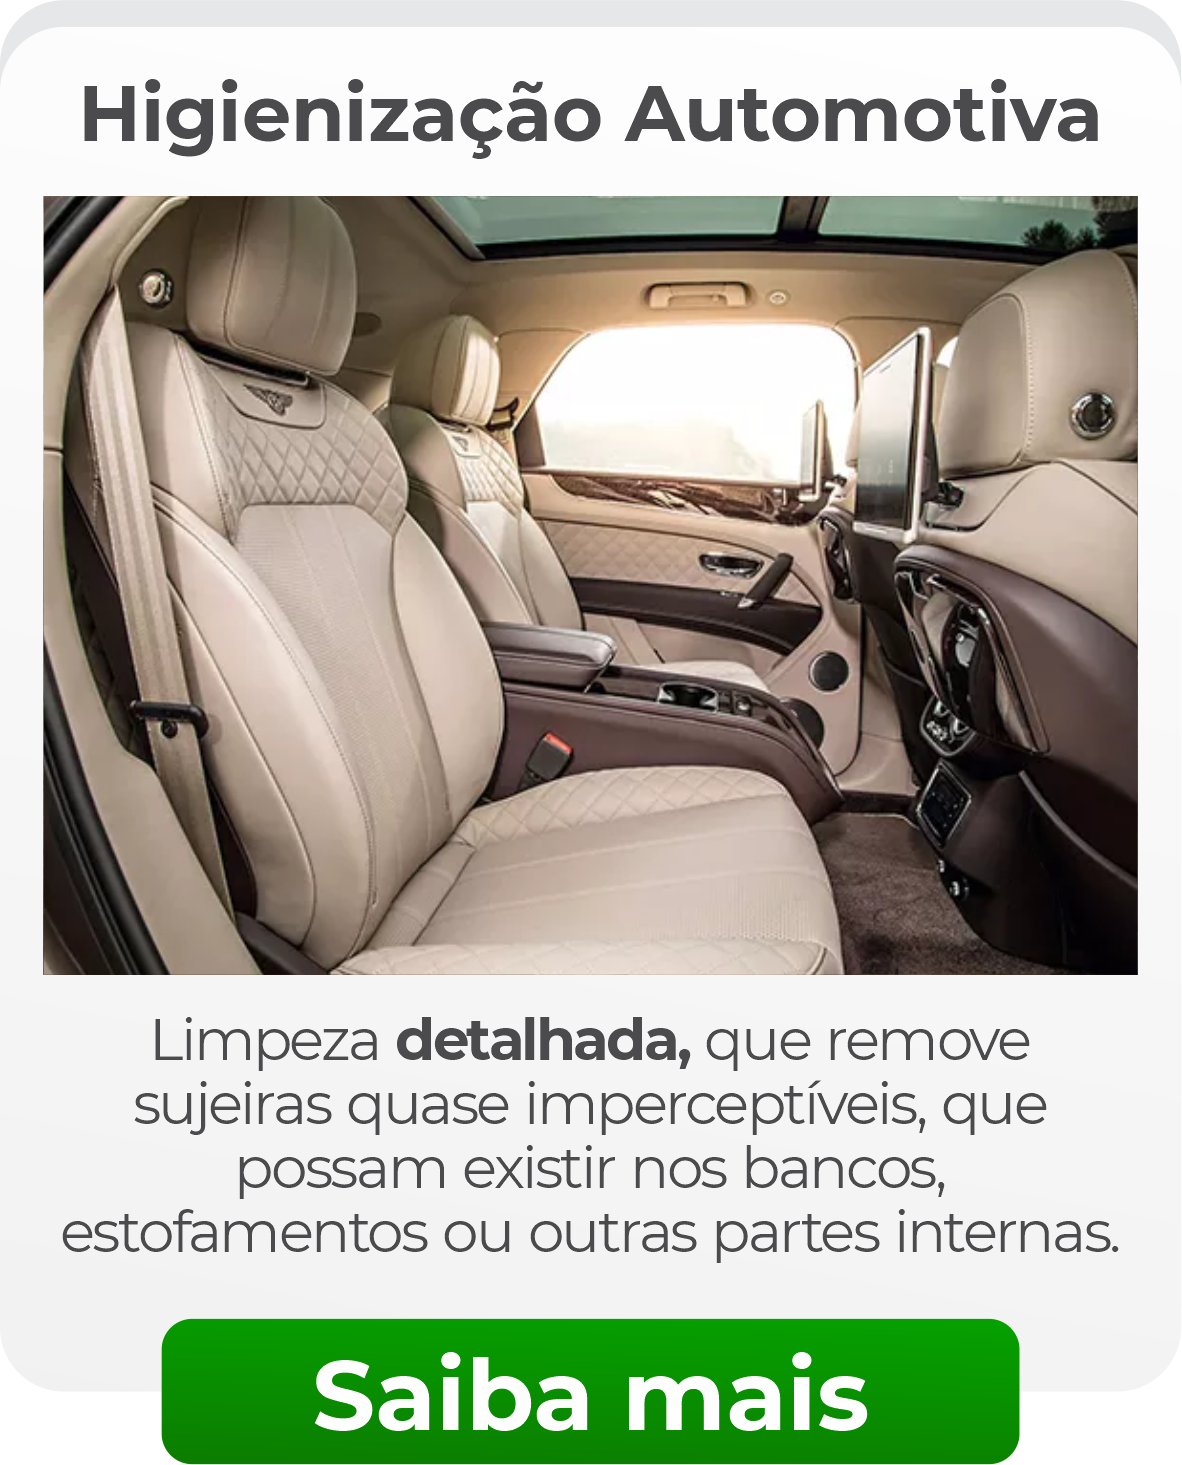 Higienização Automotiva
Limpeza detalhada, que remove
sujeiras quase imperceptíveis, que
possam existir nos bancos,
estofamentos ou outras partes internas.
Saiba mais